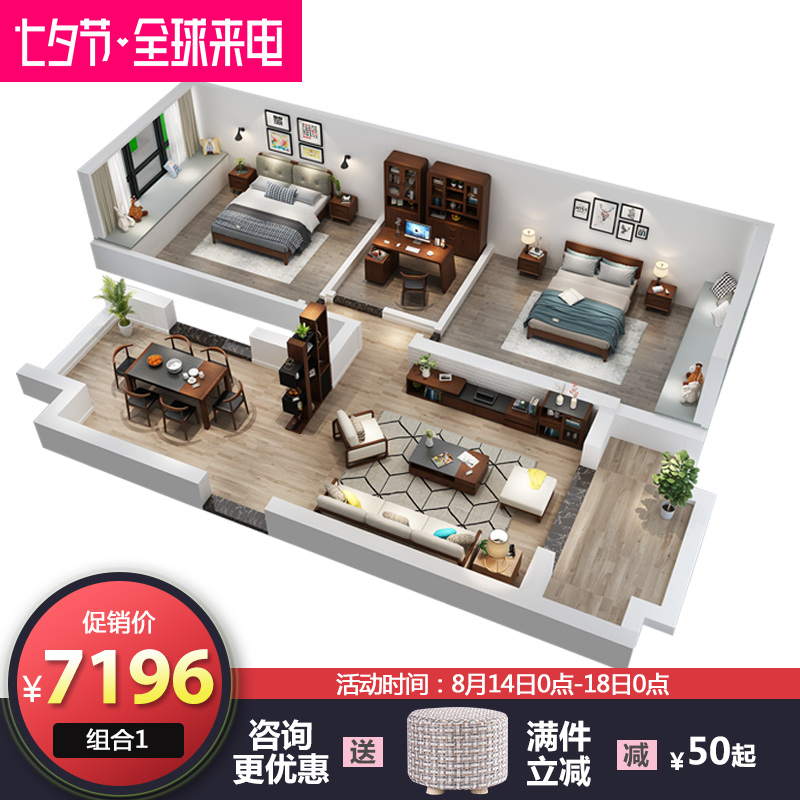 七夕节·全球来电
促销价
¥7196
组合1
活动时间：8月14日0点-18日0点
咨询
更优惠
送
满件
立减
减
¥50起